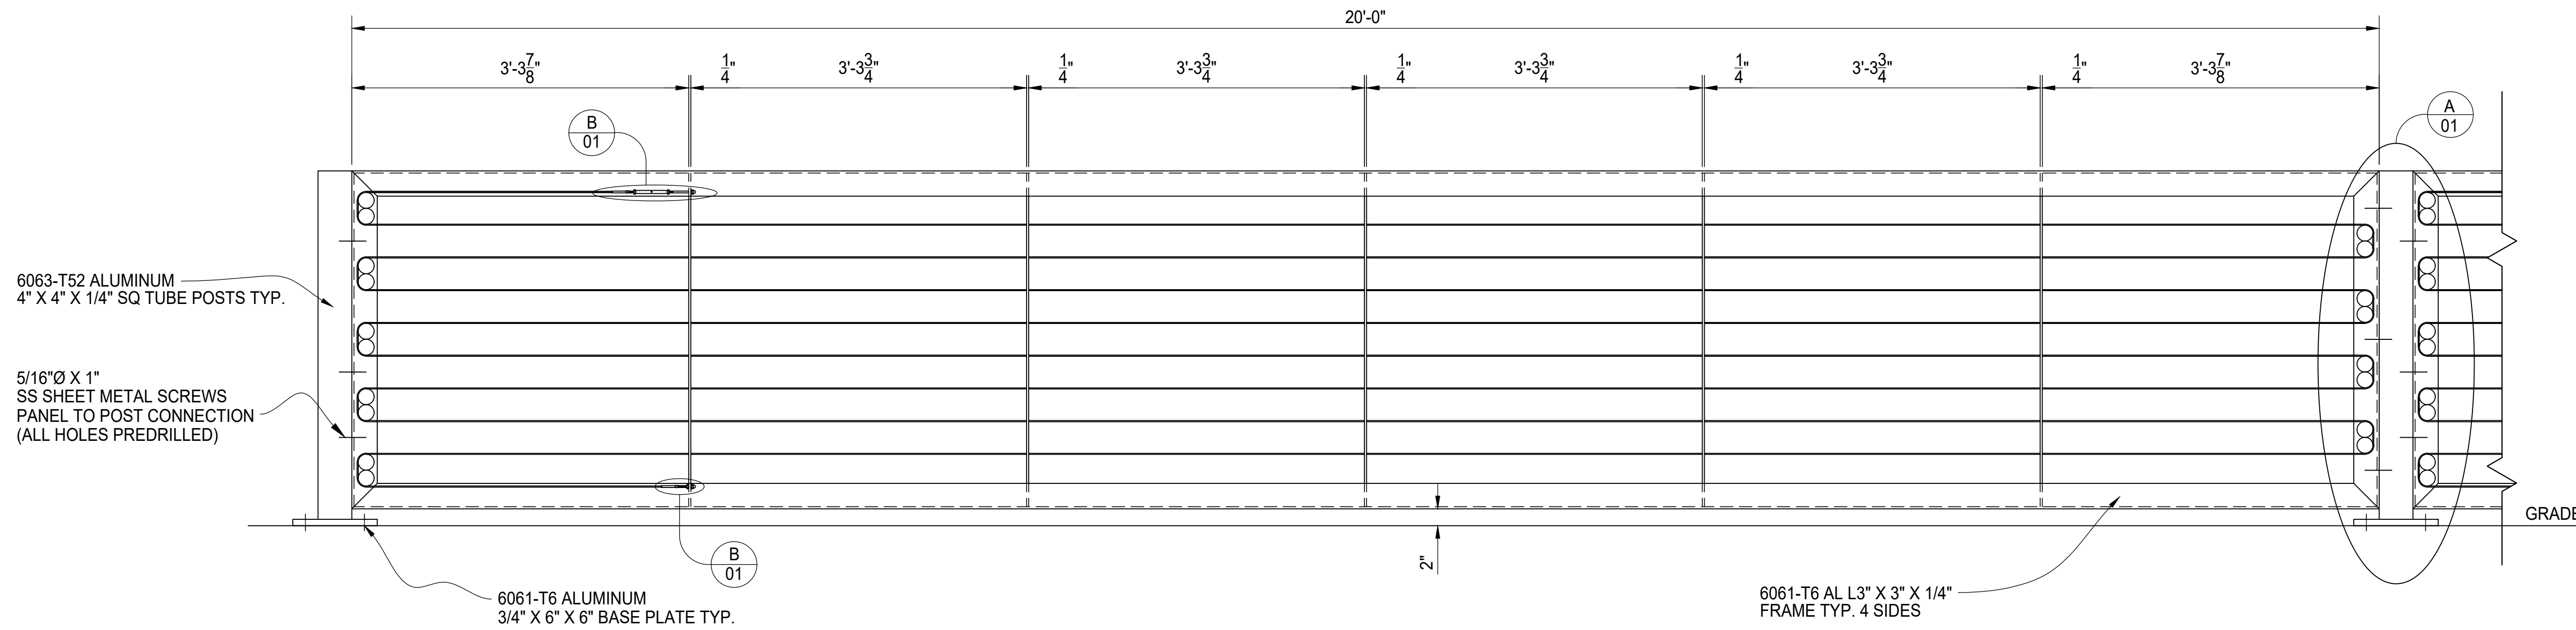 20'-0"
3'-3 7/8"
1/4"
3'-3 3/4"
1/4"
3'-3 3/4"
1/4"
3'-3 3/4"
1/4"
3'-3 3/4"
1/4"
3'-3 7/8"
B
01
A
01
6063-T52 ALUMINUM
4" X 4" X 1/4" SQ TUBE POSTS TYP.
5/16"Ø X 1"
SS SHEET METAL SCREWS
PANEL TO POST CONNECTION
(ALL HOLES PREDRILLED)
GRADE
B
01
2"
6061-T6 ALUMINUM
3/4" X 6" X 6" BASE PLATE TYP.
6061-T6 AL L3" X 3" X 1/4"
FRAME TYP. 4 SIDES